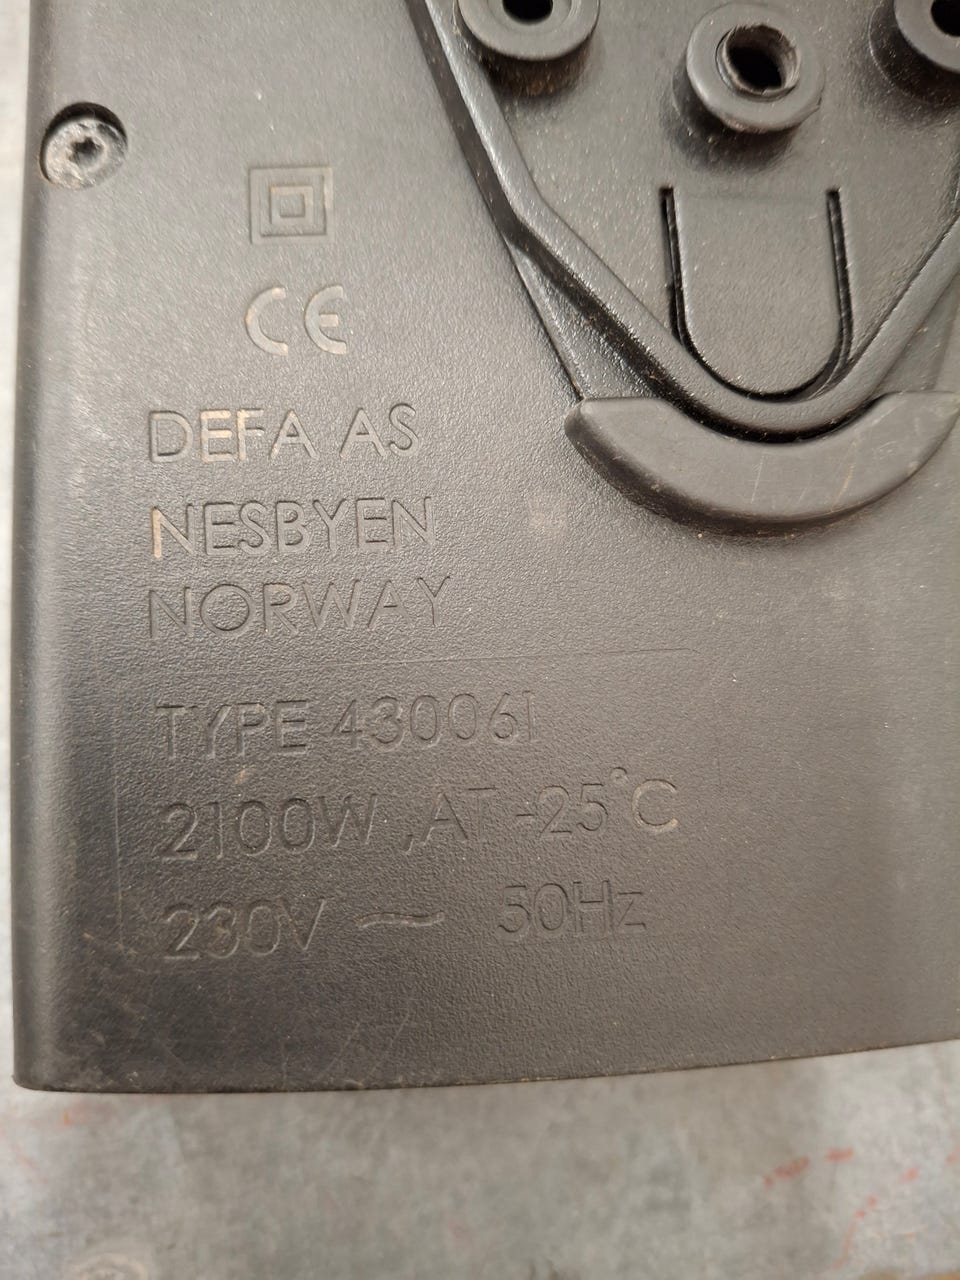 CE
DEFA AS
NESBYEN
NORWAY
TYPE 430061
2100W ,AT -25°C
230V ~ 50Hz